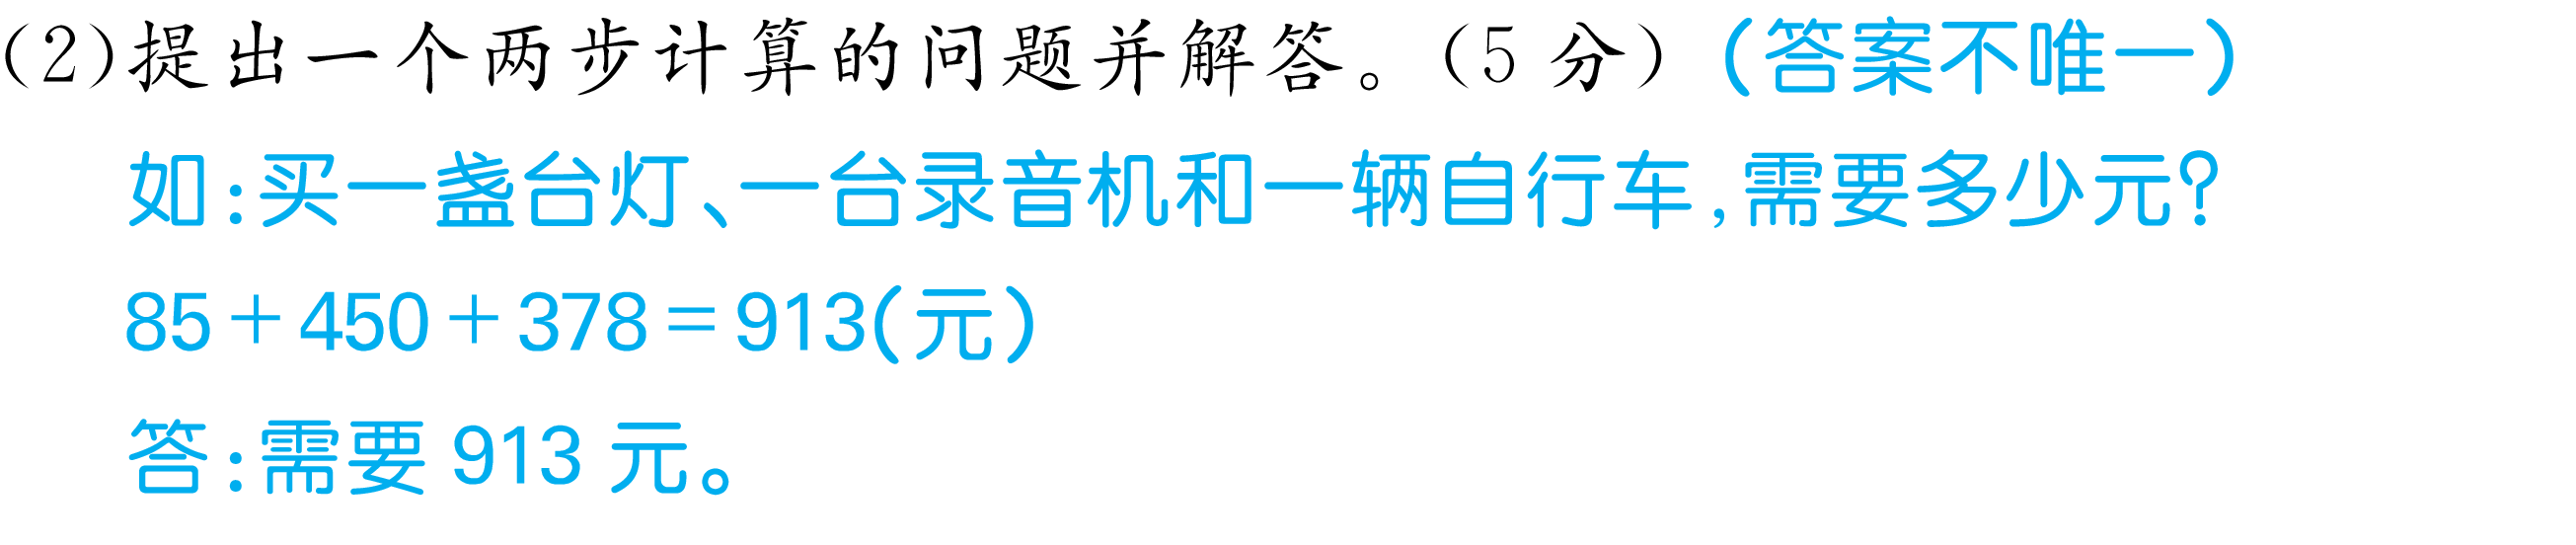 (2)提出一个两步计算的问题并解答。(5 分)(答案不唯一)
如:买一盏台灯、一台录音机和一辆自行车,需要多少元?
85+450+378=913(元)
答:需要 913 元。